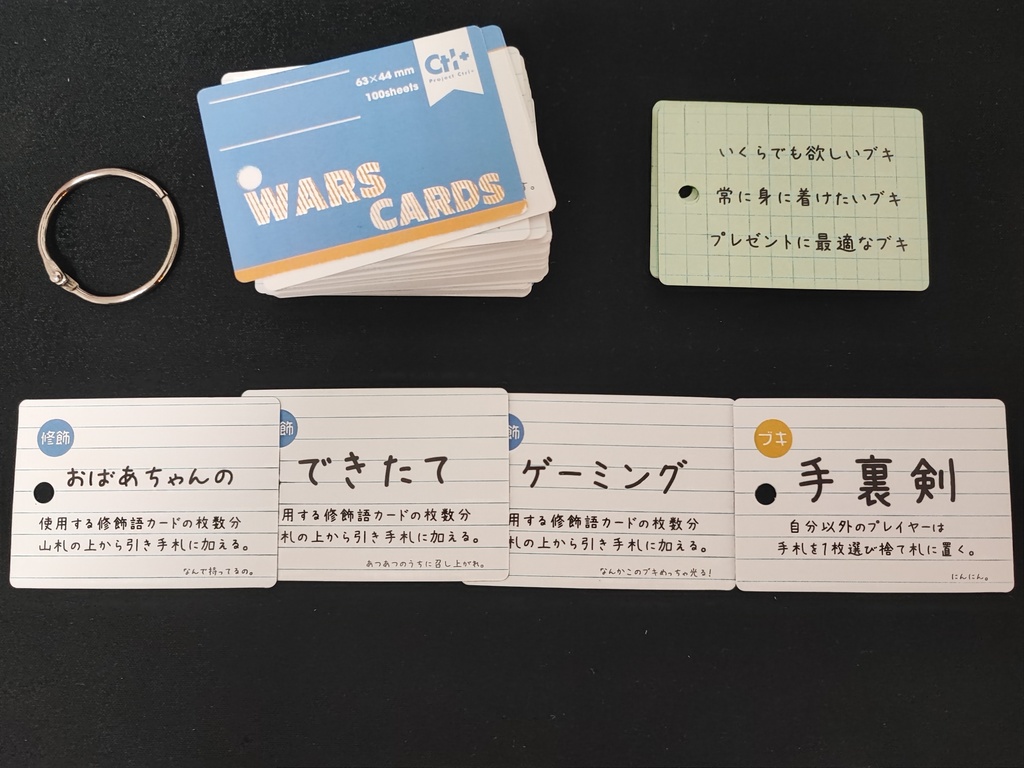 Ctrl+
Project Ctrl+
63×44 mm
100sheets
WARS
CARDS
す。
いくらでも欲しいブキ
常に身に着けたいブキ
プレゼントに最適なブキ
修飾
おばあちゃんの
使用する修飾語カードの枚数分
山札の上から引き手札に加える。
なんで持ってるの。
飾
できたて
用する修飾語カードの枚数分
札の上から引き手札に加える。
あつあつのうちに召し上がれ。
飾
ゲーミング
用する修飾語カードの枚数分
札の上から引き手札に加える。
なんかこのブキめっちゃ光る!
ブキ
手裏剣
自分以外のプレイヤーは
手札を1枚選び捨て札に置く。
にんにん。